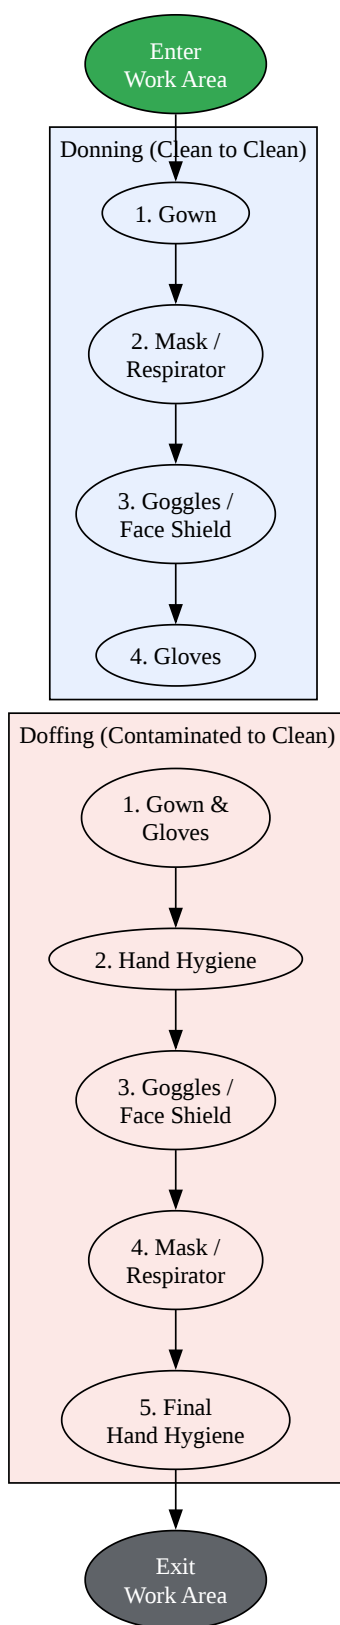 Enter
Work Area
Donning (Clean to Clean)
1. Gown
2. Mask /
Respirator
3. Goggles /
Face Shield
4. Gloves
Doffing (Contaminated to Clean)
1. Gown &
Gloves
2. Hand Hygiene
3. Goggles /
Face Shield
4. Mask /
Respirator
5. Final
Hand Hygiene
Exit
Work Area